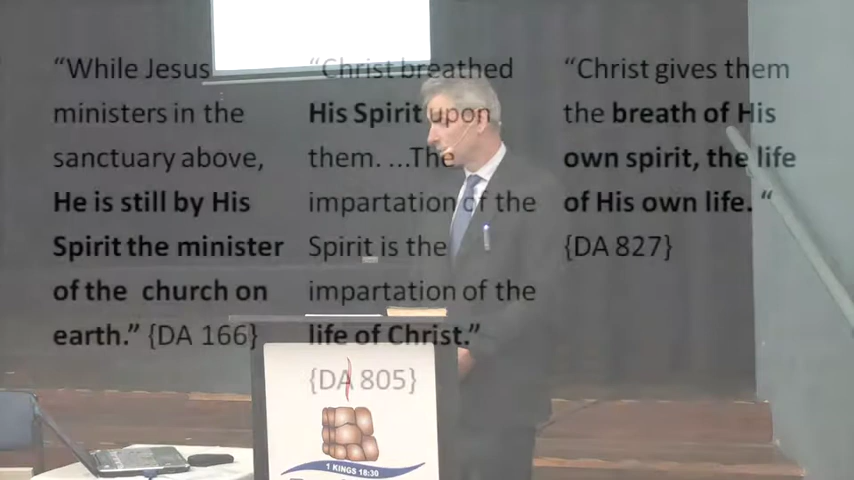 “While Jesus
ministers in the
sanctuary above,
He is still by His
Spirit the minister
of the church on
earth.” {DA 166}
“Christ breathed
His Spirit upon
them. ...The
impartation of the
Spirit is the
impartation of the
life of Christ.”
{DA 805}
“Christ gives them
the breath of His
own spirit, the life
of His own life. “
{DA 827}
1 KINGS 18:30